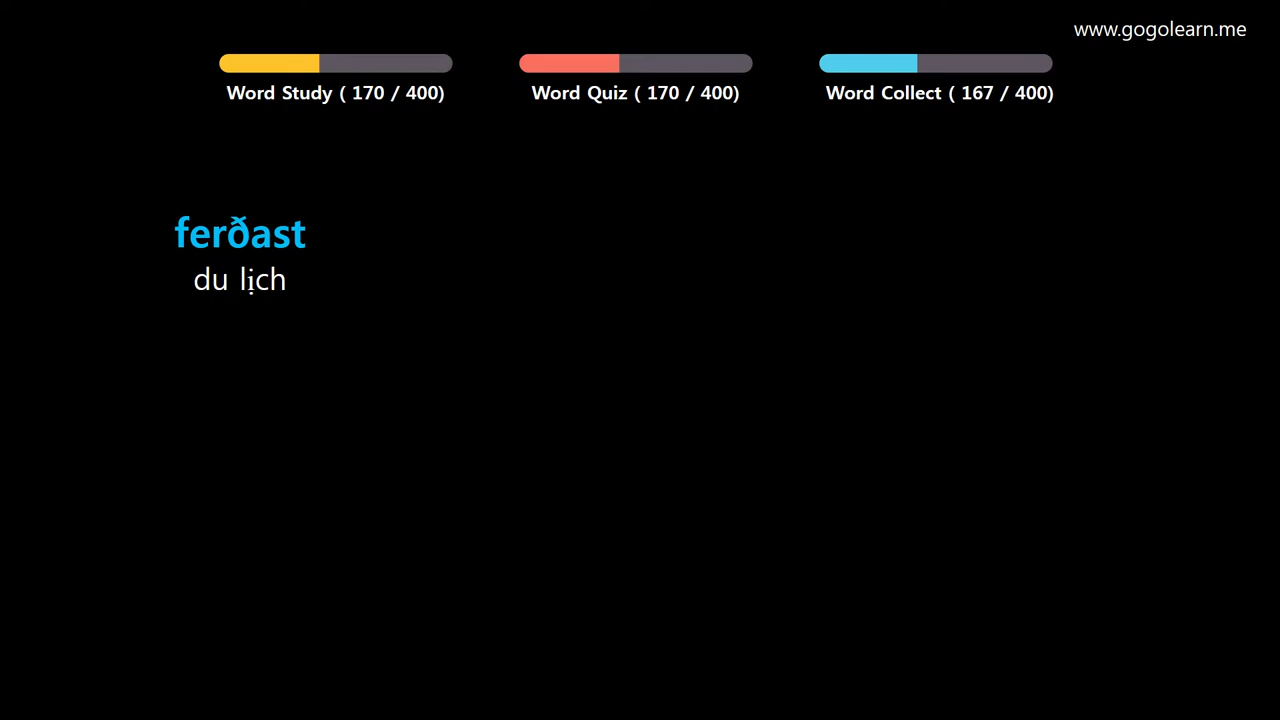 www.gogolearn.me
Word Study ( 170 / 400)
Word Quiz ( 170 / 400)
Word Collect ( 167 / 400)
ferðast
du lịch